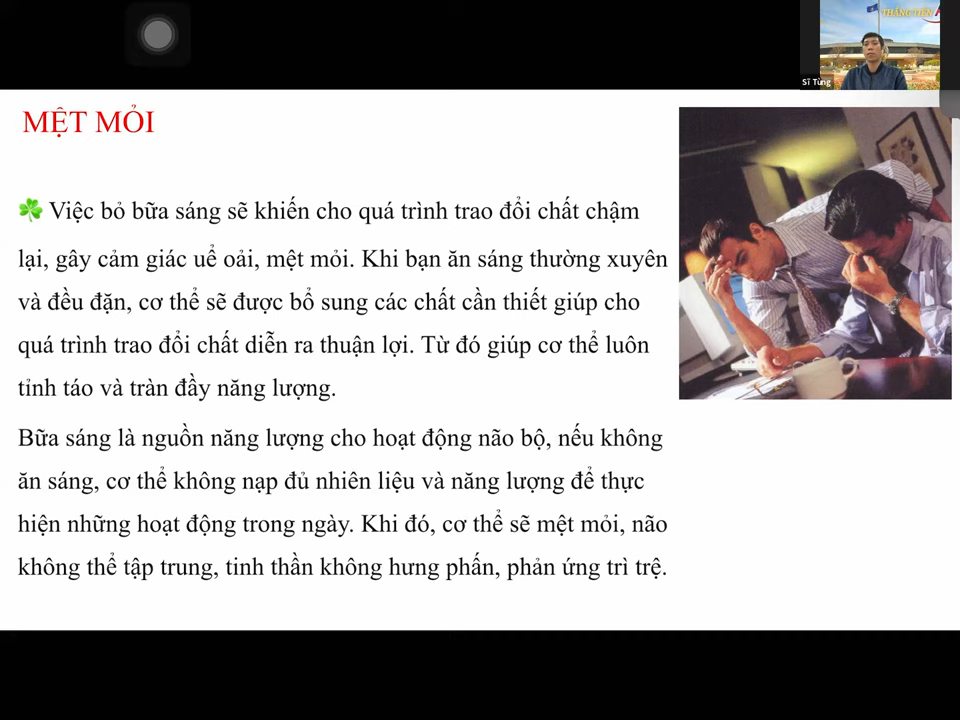 THẮNG TIẾN
Sĩ Tùng
MỆT MỎI
Việc bỏ bữa sáng sẽ khiến cho quá trình trao đổi chất chậm
lại, gây cảm giác uể oải, mệt mỏi. Khi bạn ăn sáng thường xuyên
và đều đặn, cơ thể sẽ được bổ sung các chất cần thiết giúp cho
quá trình trao đổi chất diễn ra thuận lợi. Từ đó giúp cơ thể luôn
tỉnh táo và tràn đầy năng lượng.
Bữa sáng là nguồn năng lượng cho hoạt động não bộ, nếu không
ăn sáng, cơ thể không nạp đủ nhiên liệu và năng lượng để thực
hiện những hoạt động trong ngày. Khi đó, cơ thể sẽ mệt mỏi, não
không thể tập trung, tinh thần không hưng phấn, phản ứng trì trệ.